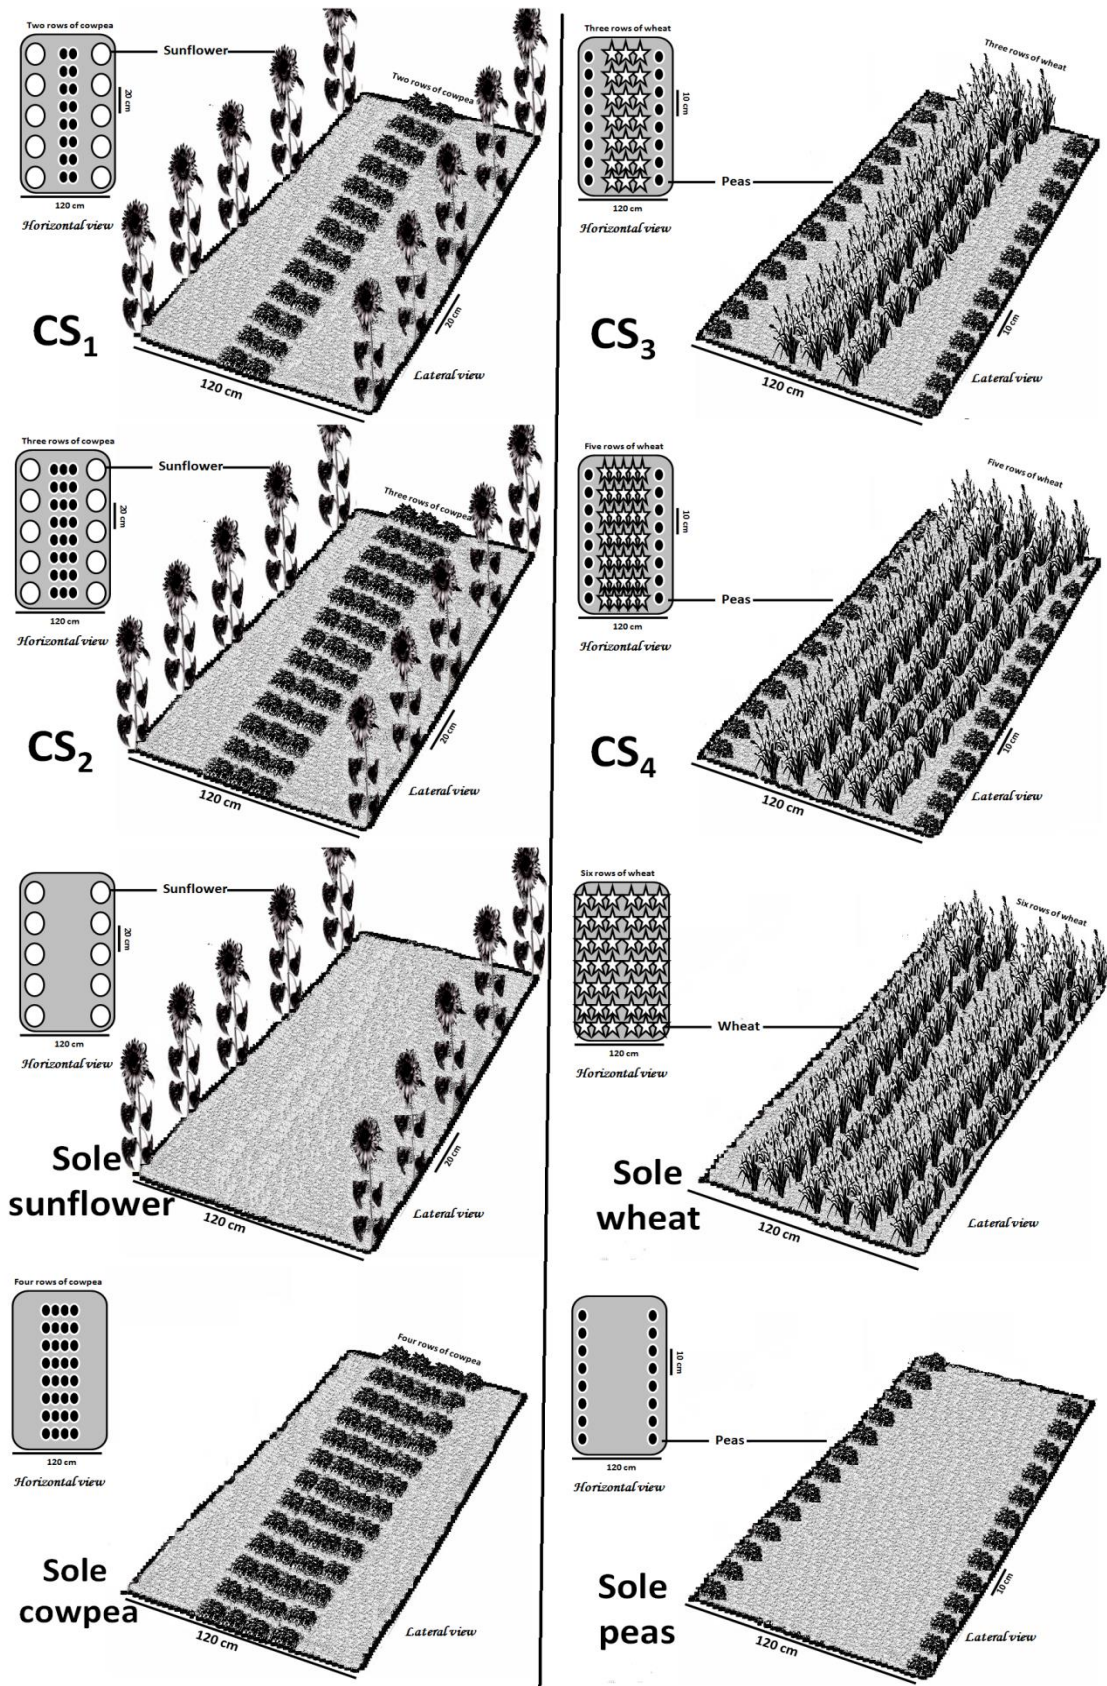 Two rows of cowpea
Sunflower
20 cm
120 cm
Horizontal view
CS1
Two rows of cowpea
20 cm
120 cm
Lateral view
Three rows of cowpea
Sunflower
20 cm
120 cm
Horizontal view
CS2
Three rows of cowpea
20 cm
120 cm
Lateral view
Sunflower
20 cm
120 cm
Horizontal view
Sole
sunflower
20 cm
120 cm
Lateral view
Four rows of cowpea
120 cm
Horizontal view
Sole
cowpea
Four rows of cowpea
120 cm
Lateral view
Three rows of wheat
10 cm
Peas
120 cm
Horizontal view
CS3
Three rows of wheat
10 cm
120 cm
Lateral view
Five rows of wheat
10 cm
Peas
120 cm
Horizontal view
CS4
Five rows of wheat
10 cm
120 cm
Lateral view
Six rows of wheat
Wheat
120 cm
Horizontal view
Sole
wheat
Six rows of wheat
120 cm
Lateral view
10 cm
Peas
120 cm
Horizontal view
Sole
peas
10 cm
120 cm
Lateral view